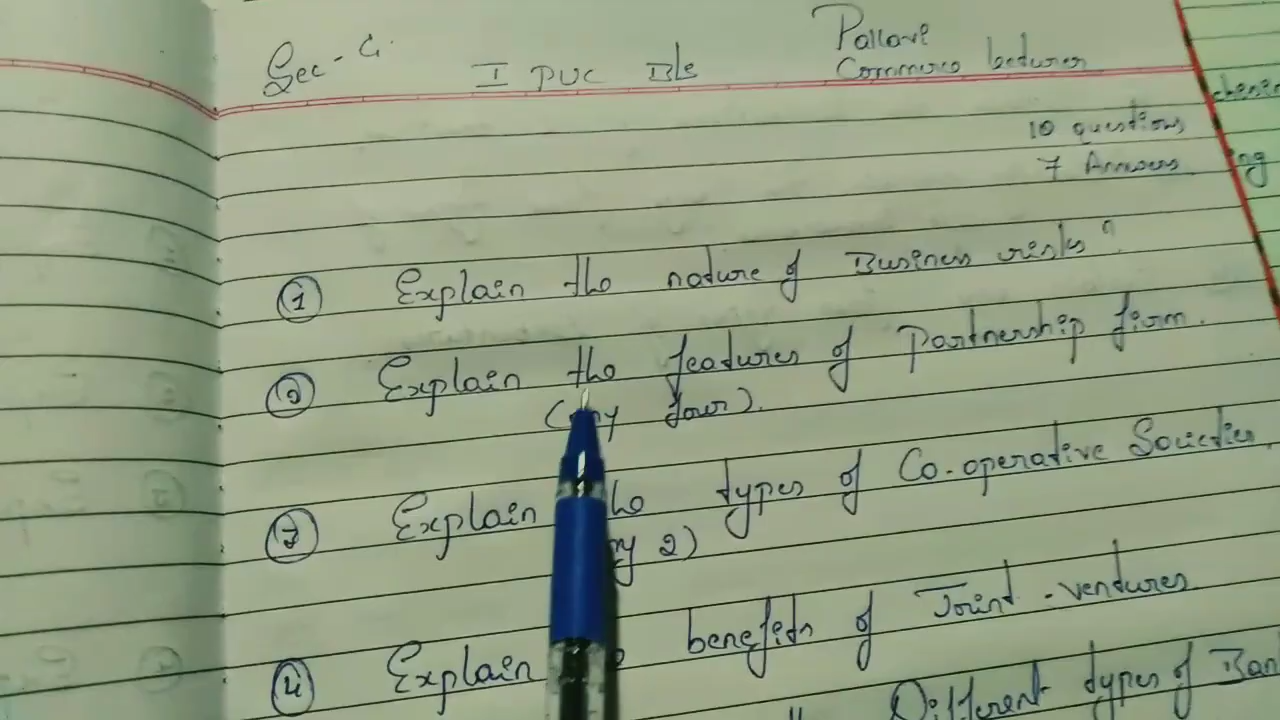 Sec - C.
I PUC B/s
Pallavi
Commerce lecturer
10 questions
7 Answers
① Explain the nature of Business risks?
② Explain the features of Partnership firm.
(any four).
③ Explain the types of Co-operative Societies
2)
④ Explain benefits of Joint-ventures
" Different types of Ban